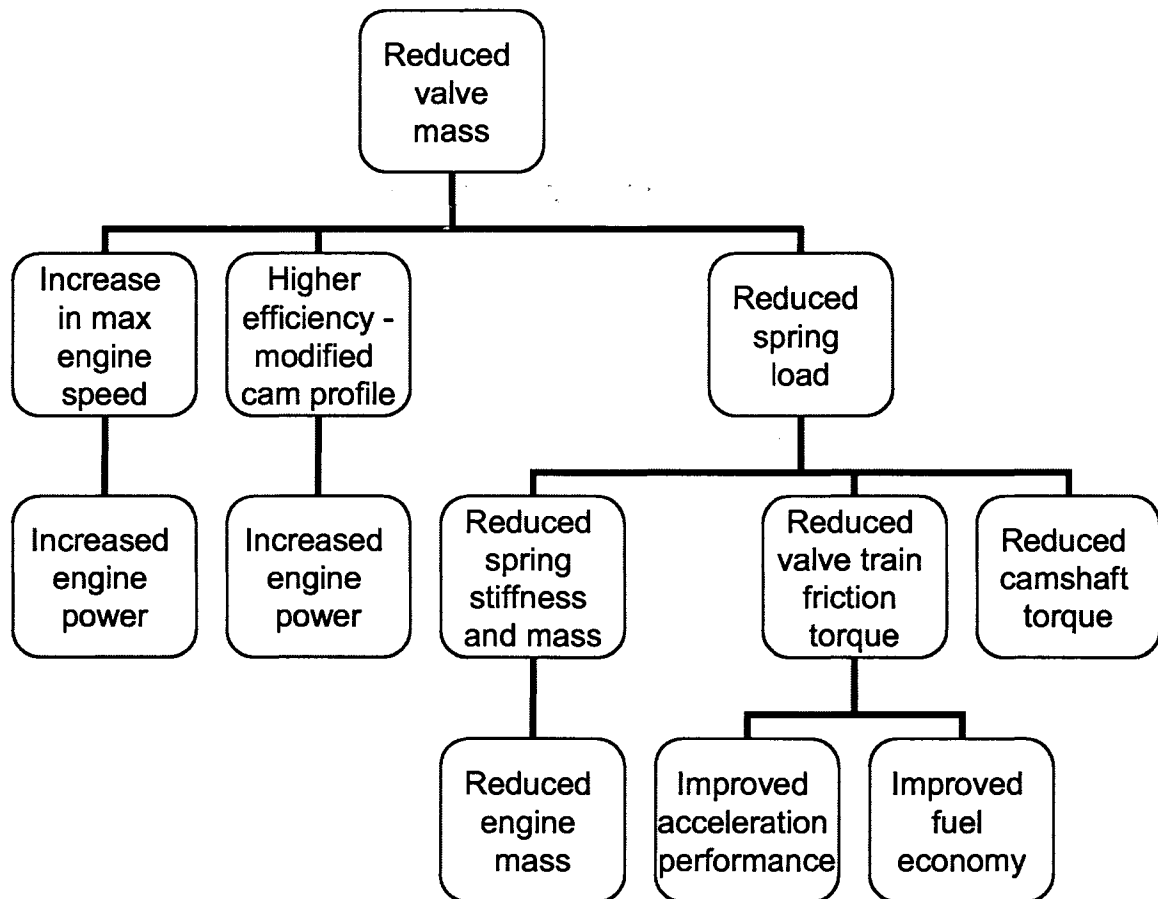 Reduced
valve
mass
Increase
in max
engine
speed
Higher
efficiency -
modified
cam profile
Reduced
spring
load
Increased
engine
power
Increased
engine
power
Reduced
spring
stiffness
and mass
Reduced
valve train
friction
torque
Reduced
camshaft
torque
Reduced
engine
mass
Improved
acceleration
performance
Improved
fuel
economy